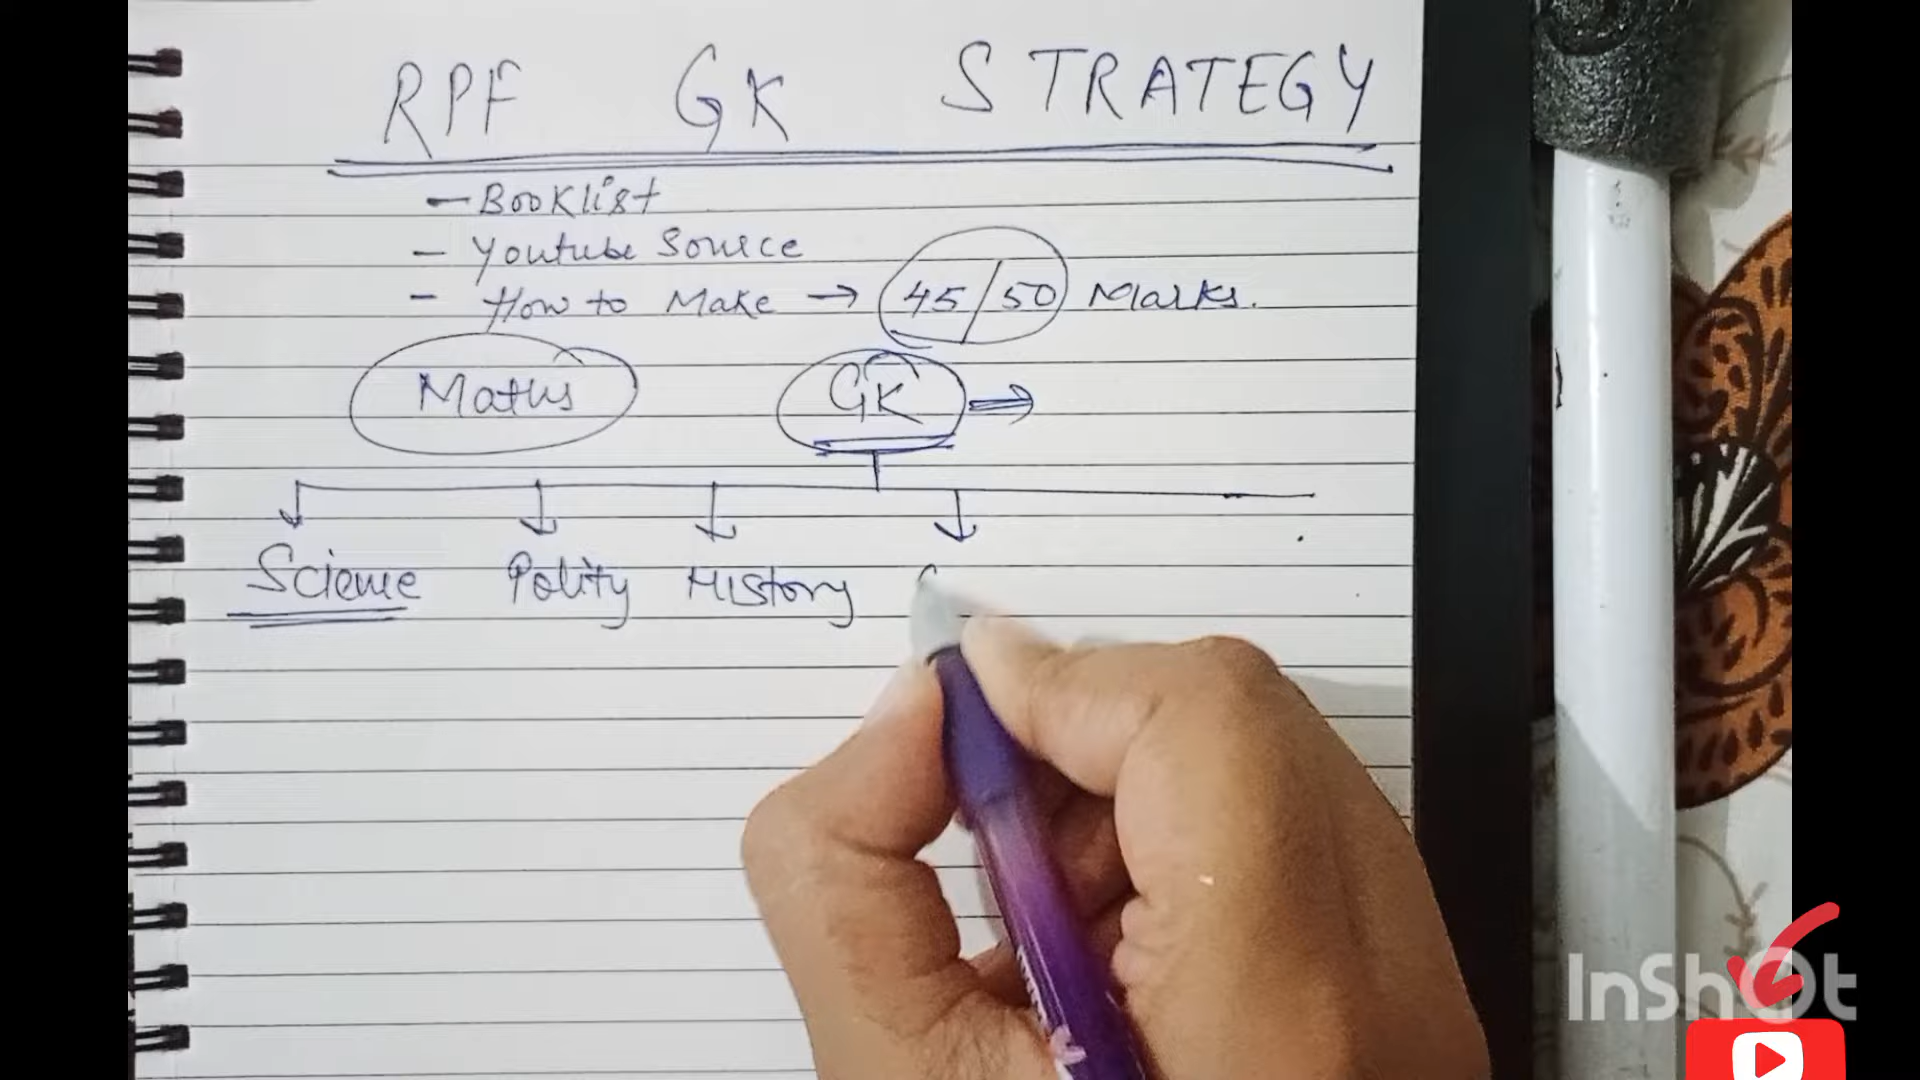 RPF GK STRATEGY
- Booklist
- Youtube Source
- How to Make → 45/50 Marks.
Maths GK ⇒
Science Polity History
InShOt